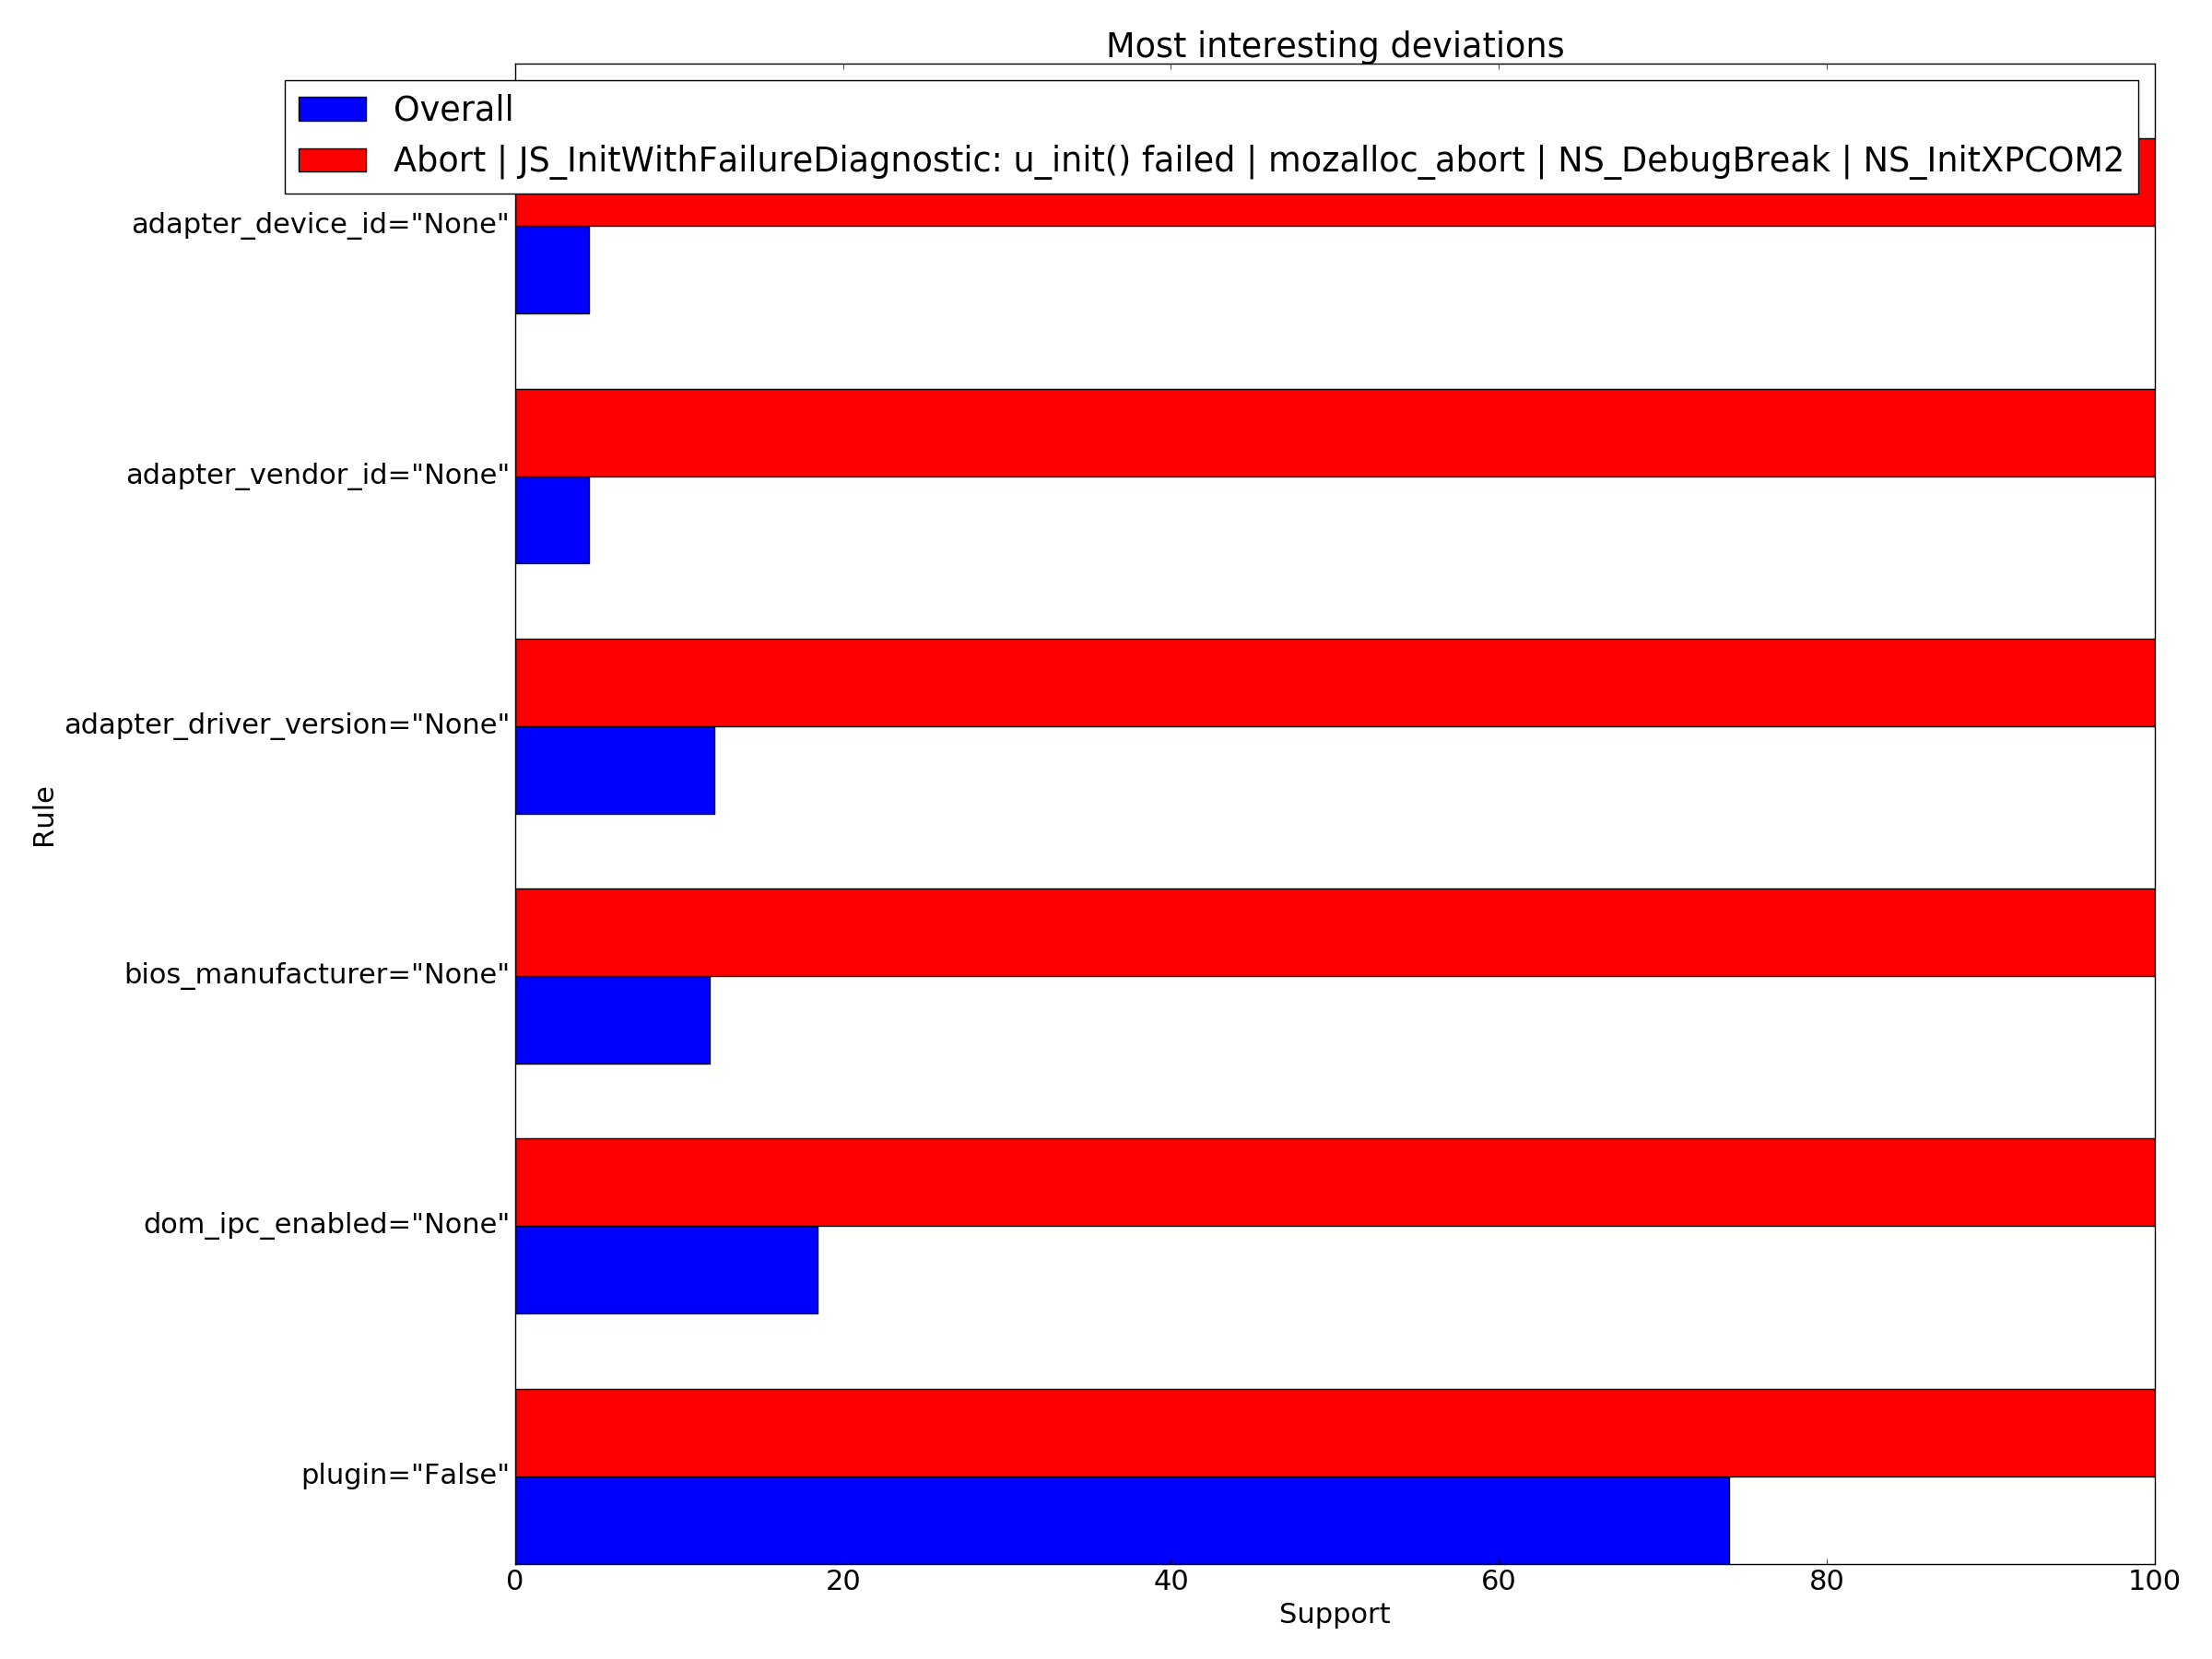 Most interesting deviations
Overall
Abort | JS_InitWithFailureDiagnostic: u_init() failed | mozalloc_abort | NS_DebugBreak | NS_InitXPCOM2
adapter_device_id="None"
adapter_vendor_id="None"
adapter_driver_version="None"
Rule
bios_manufacturer="None"
dom_ipc_enabled="None"
plugin="False"
0 20 40 60 80 100
Support